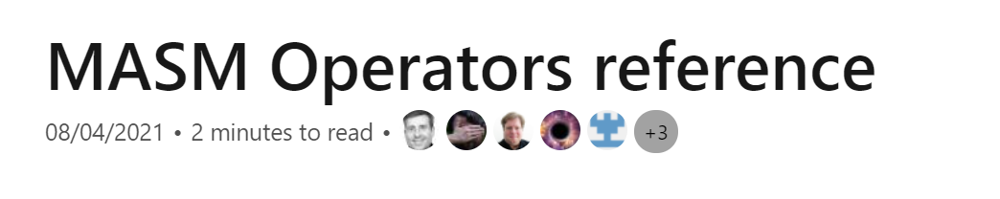 MASM Operators reference
08/04/2021 • 2 minutes to read • +3